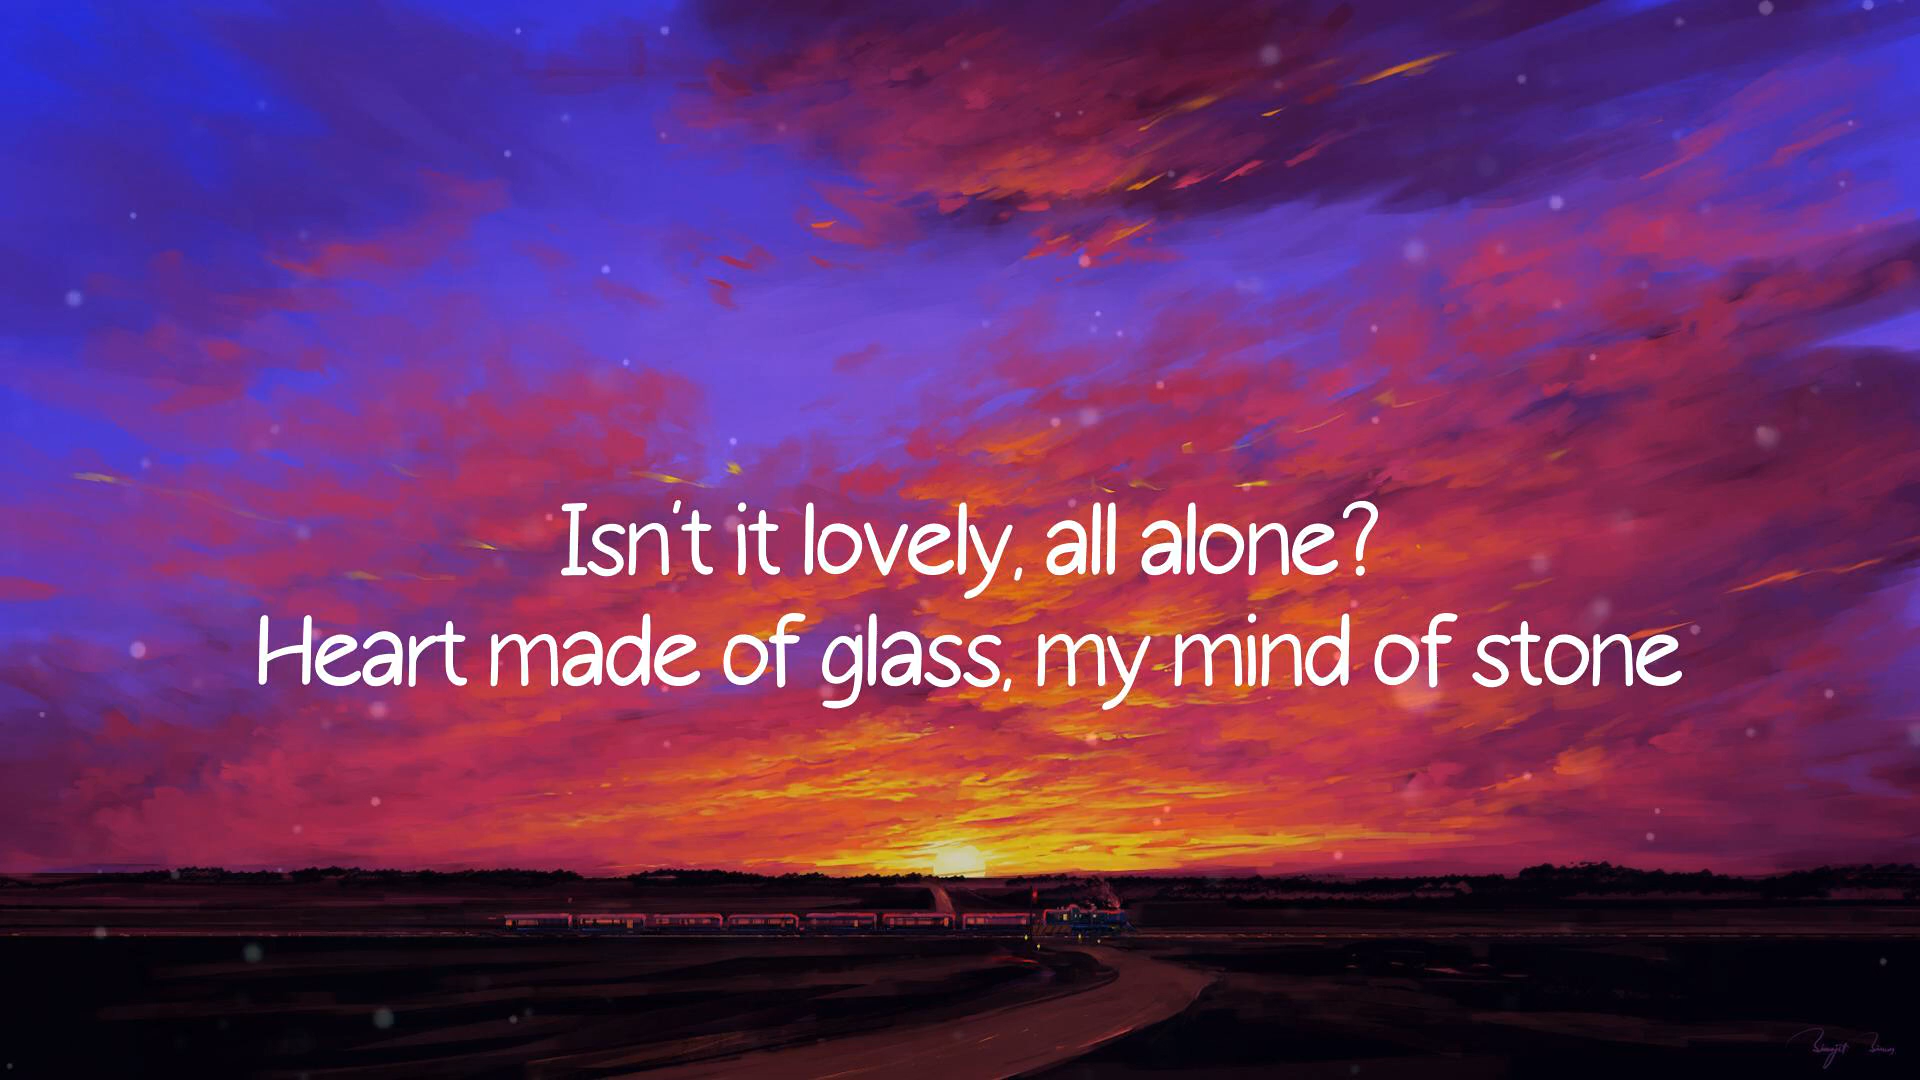 Isn't it lovely, all alone?
Heart made of glass, my mind of stone